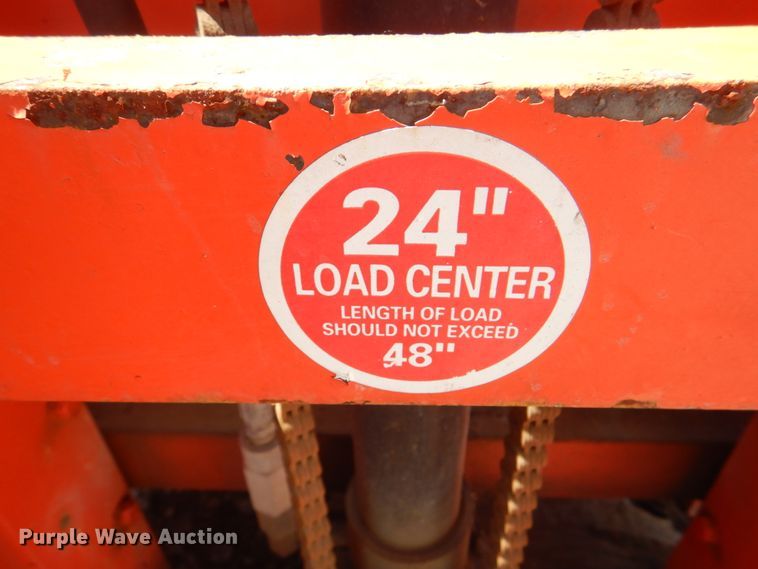 24"
LOAD CENTER
LENGTH OF LOAD
SHOULD NOT EXCEED
48"
Purple Wave Auction